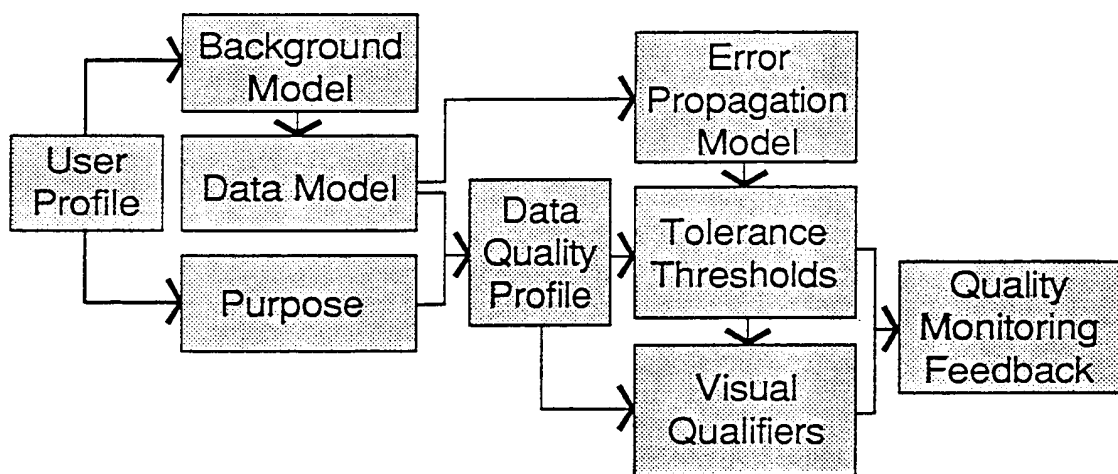 User
Profile
Background
Model
Data Model
Purpose
Data
Quality
Profile
Error
Propagation
Model
Tolerance
Thresholds
Visual
Qualifiers
Quality
Monitoring
Feedback